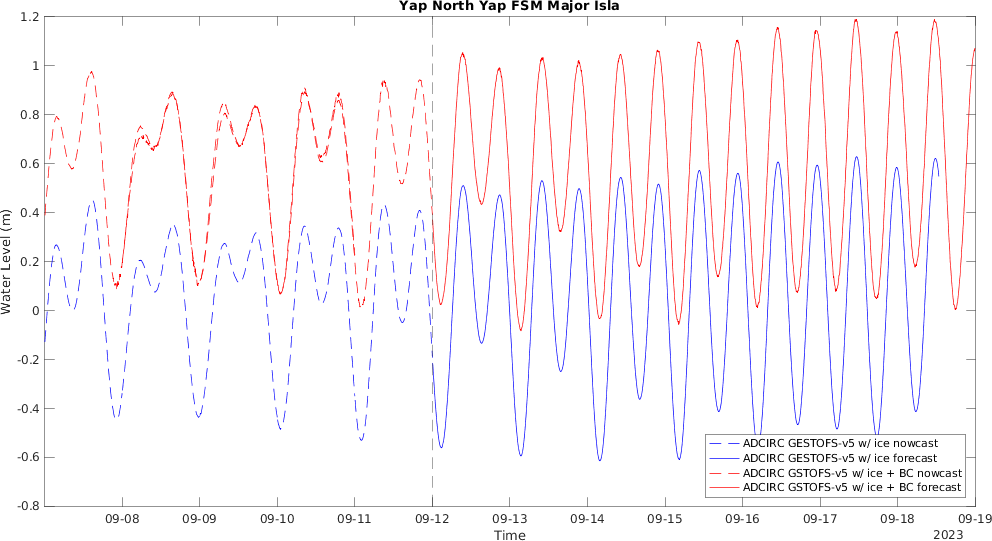 Yap North Yap FSM Major Isla
1.2
1
0.8
0.6
0.4
0.2
0
-0.2
-0.4
-0.6
-0.8
Water Level (m)
ADCIRC GESTOFS-v5 w/ ice nowcast
ADCIRC GESTOFS-v5 w/ ice forecast
ADCIRC GSTOFS-v5 w/ ice + BC nowcast
ADCIRC GSTOFS-v5 w/ ice + BC forecast
09-08 09-09 09-10 09-11 09-12 09-13 09-14 09-15 09-16 09-17 09-18 09-19
Time
2023